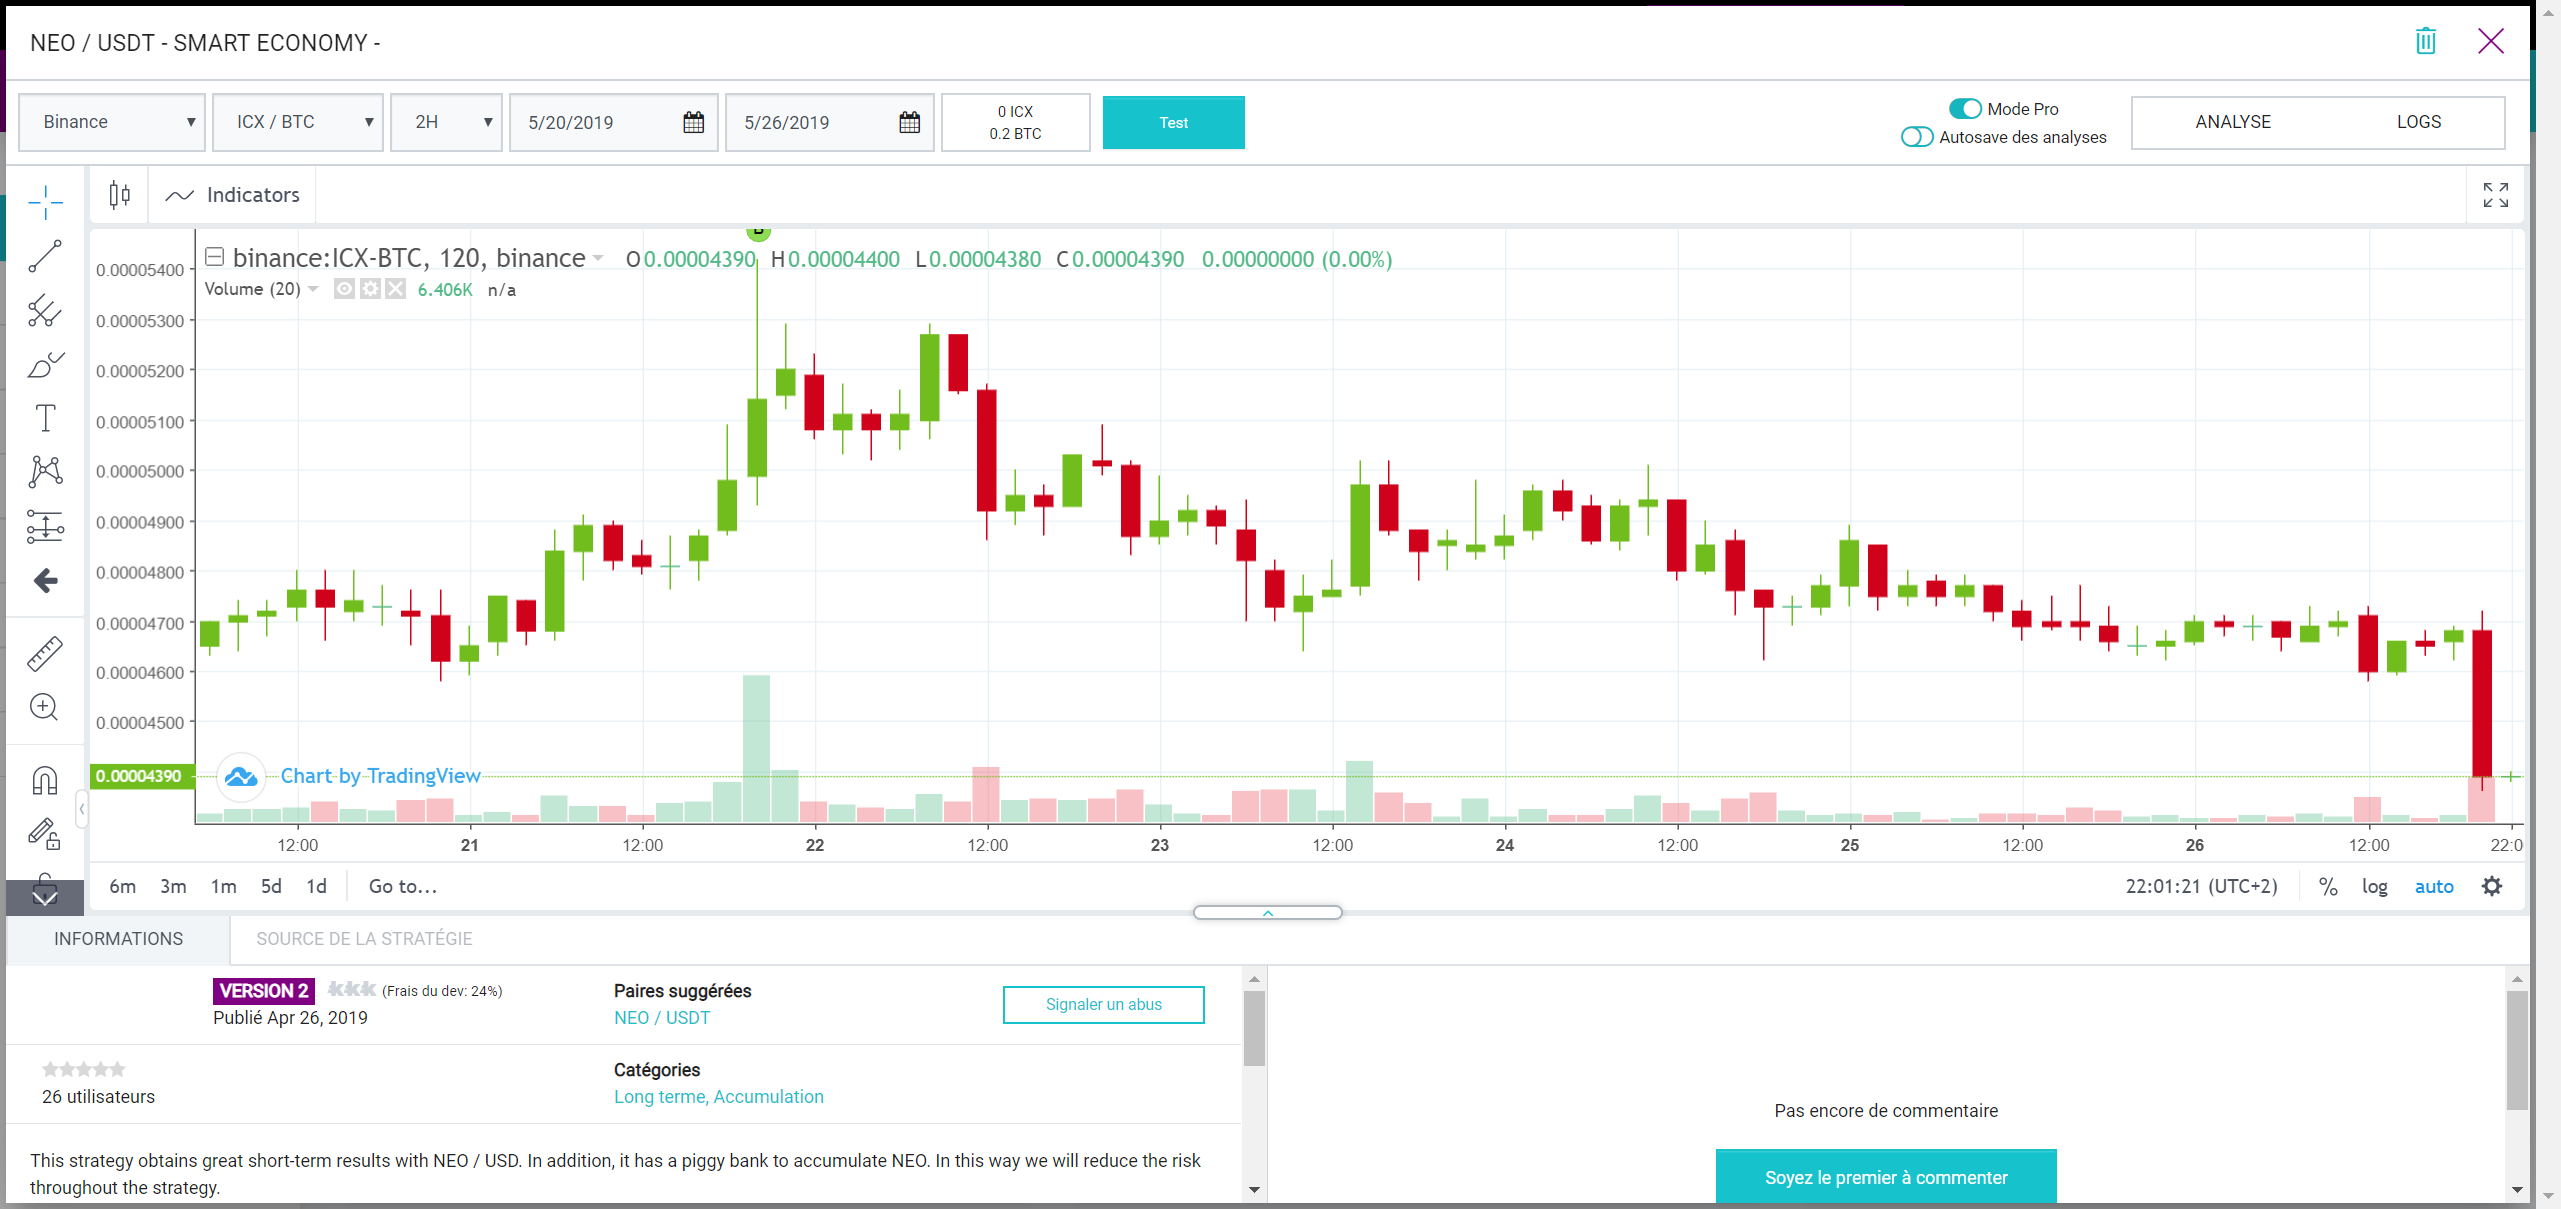 NEO / USDT - SMART ECONOMY -
Binance ICX / BTC 2H 5/20/2019 5/26/2019 0 ICX 0.2 BTC Test Mode Pro Autosave des analyses ANALYSE LOGS
Indicators
binance:ICX-BTC, 120, binance O0.00004390 H0.00004400 L0.00004380 C0.00004390 0.00000000 (0.00%)
Volume (20) 6.406K n/a
0.00005400
0.00005300
0.00005200
0.00005100
0.00005000
0.00004900
0.00004800
0.00004700
0.00004600
0.00004500
0.00004390
Chart by TradingView
12:00 21 12:00 22 12:00 23 12:00 24 12:00 25 12:00 26 12:00 22:0
6m 3m 1m 5d 1d Go to... 22:01:21 (UTC+2) % log auto
INFORMATIONS SOURCE DE LA STRATÉGIE
VERSION 2 (Frais du dev: 24%) Paires suggérées Signaler un abus
Publié Apr 26, 2019 NEO / USDT
Catégories
26 utilisateurs Long terme, Accumulation
Pas encore de commentaire
This strategy obtains great short-term results with NEO / USD. In addition, it has a piggy bank to accumulate NEO. In this way we will reduce the risk
throughout the strategy.
Soyez le premier à commenter